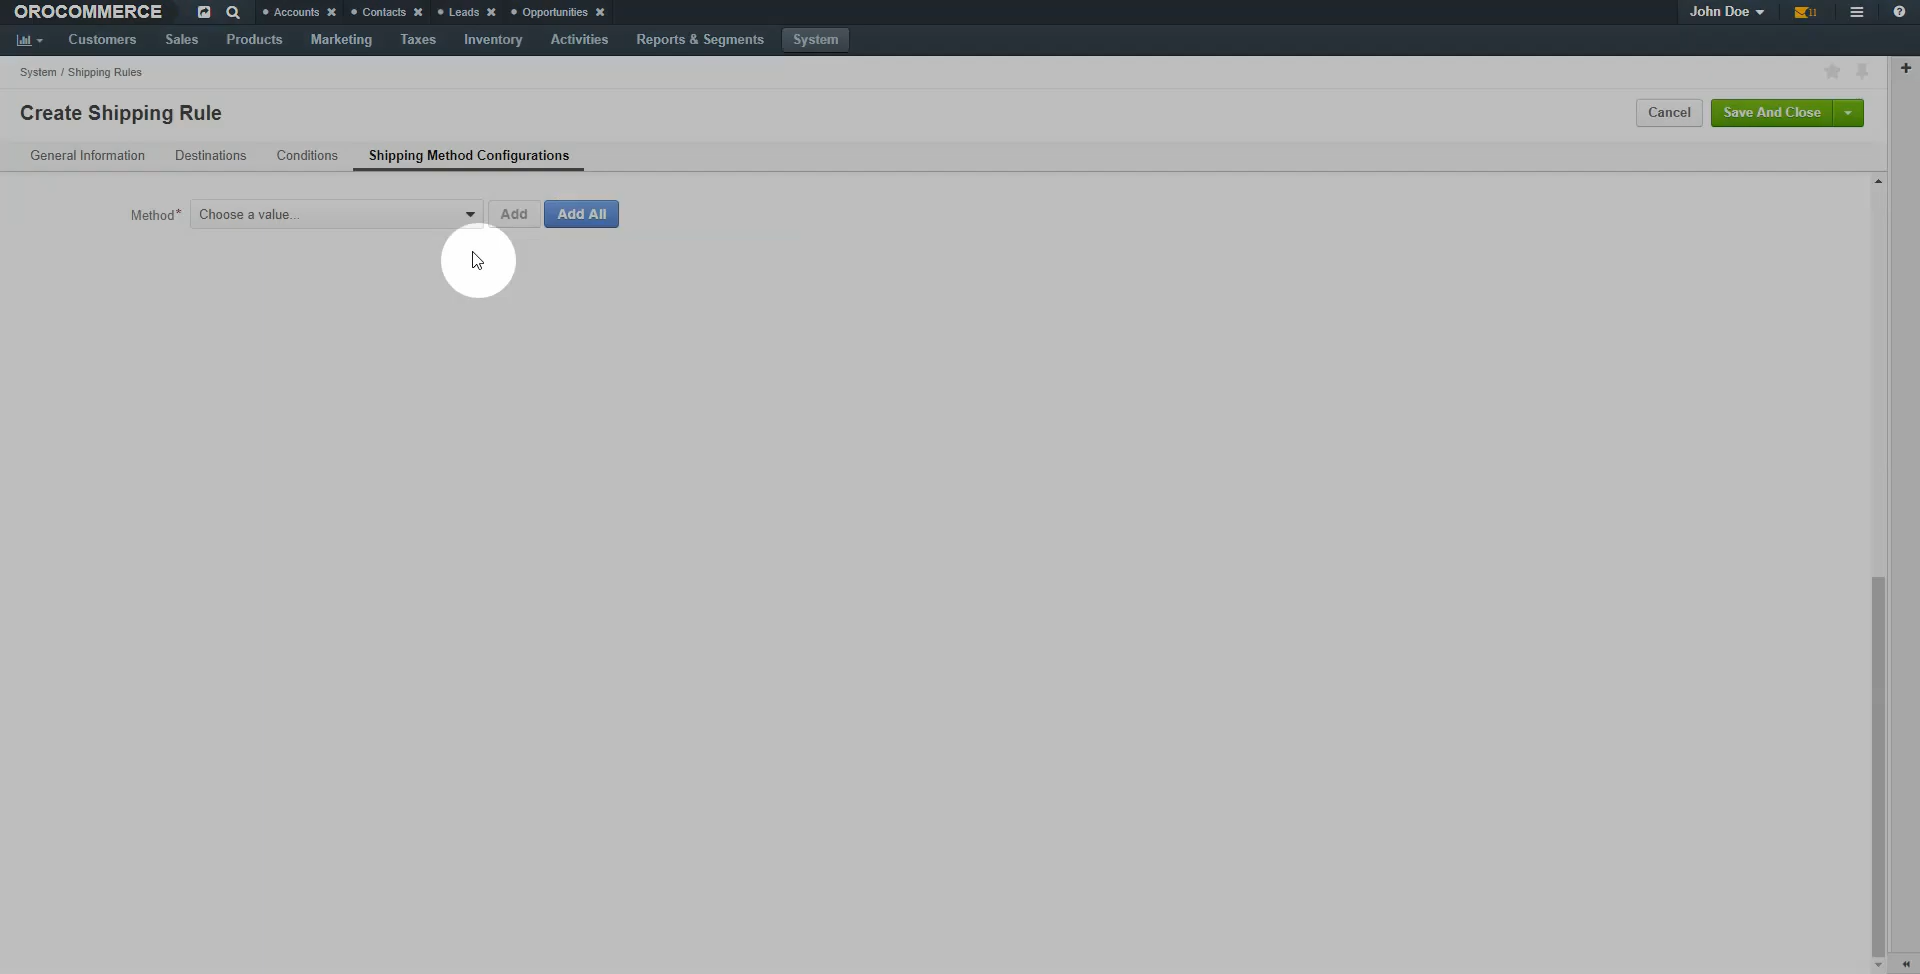 OROCOMMERCE
Accounts Contacts Leads Opportunities
John Doe 11
Customers Sales Products Marketing Taxes Inventory Activities Reports & Segments System
System / Shipping Rules
Create Shipping Rule
Cancel Save And Close
General Information Destinations Conditions Shipping Method Configurations
Method* Choose a value... Add Add All